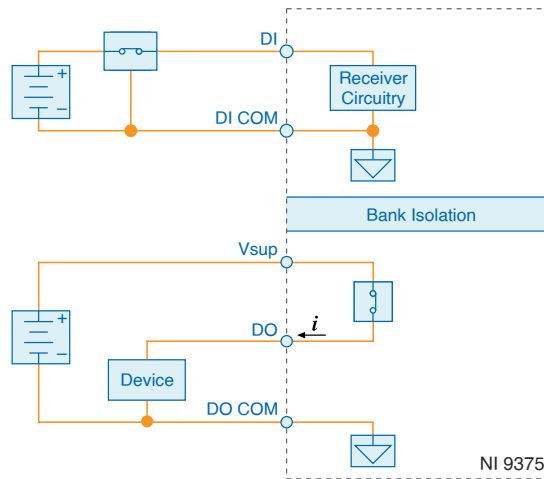 DI
+
−
Receiver
Circuitry
DI COM
Bank Isolation
Vsup
+
−
i
DO
Device
DO COM
NI 9375